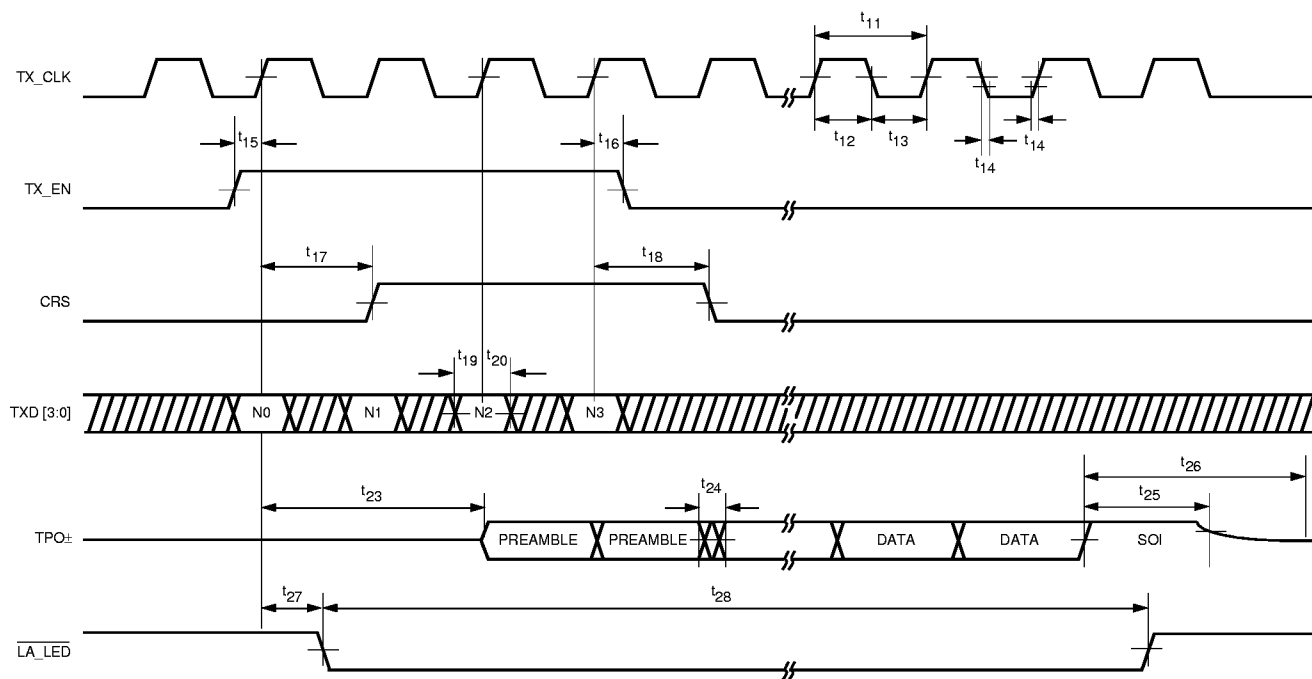 t11
TX_CLK
t12 t13 t14 t14
t15 t16
TX_EN
t17 t18
CRS
t19 t20
TXD [3:0] N0 N1 N2 N3
t26
t23 t24 t25
TPO± PREAMBLE PREAMBLE DATA DATA SOI
t27 t28
LA_LED